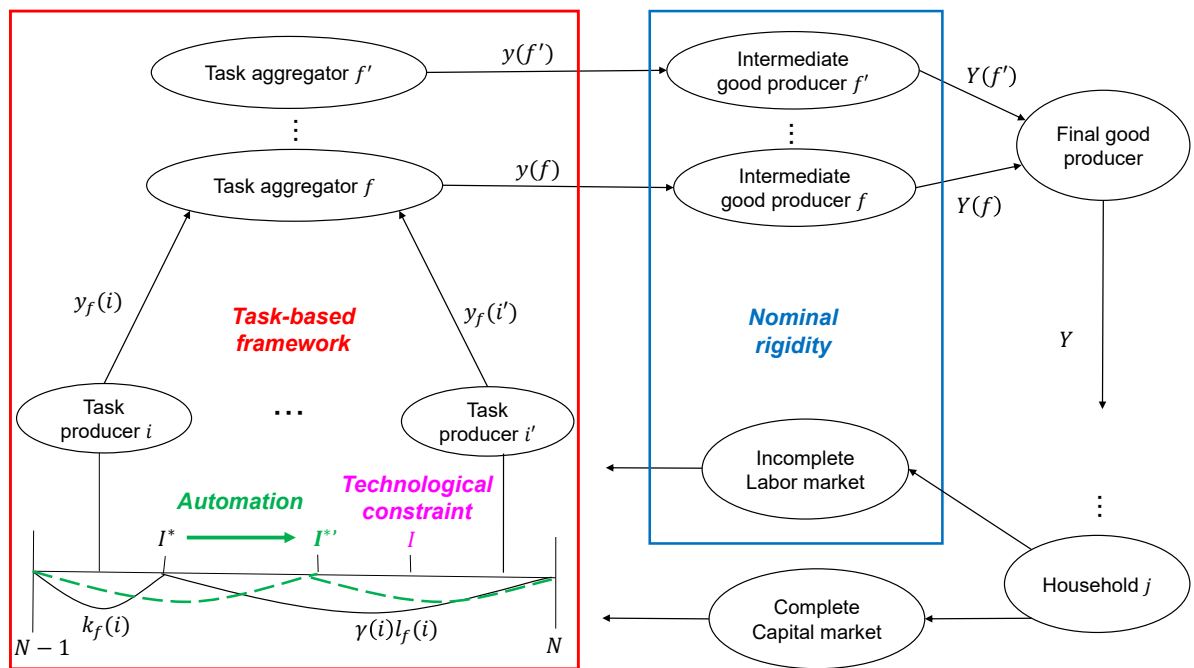 Task aggregator f′
⋮
Task aggregator f
y(f′)
y(f)
Intermediate
good producer f′
⋮
Intermediate
good producer f
Y(f′)
Y(f)
Final good
producer
Y
y_f(i)
y_f(i′)
Task-based
framework
Nominal
rigidity
Task
producer i
...
Task
producer i′
Incomplete
Labor market
⋮
Household j
Complete
Capital market
Automation
Technological
constraint
I*
I*′
I
k_f(i)
γ(i)l_f(i)
N − 1
N